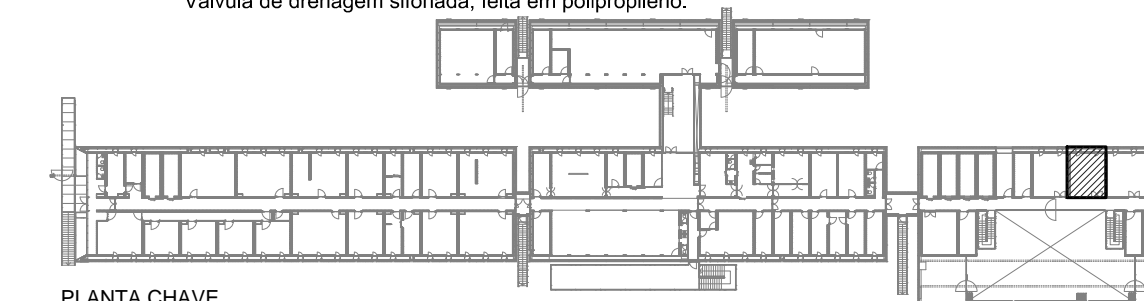 Válvula de drenagem sifonada, feita em polipropileno.
PLANTA CHAVE